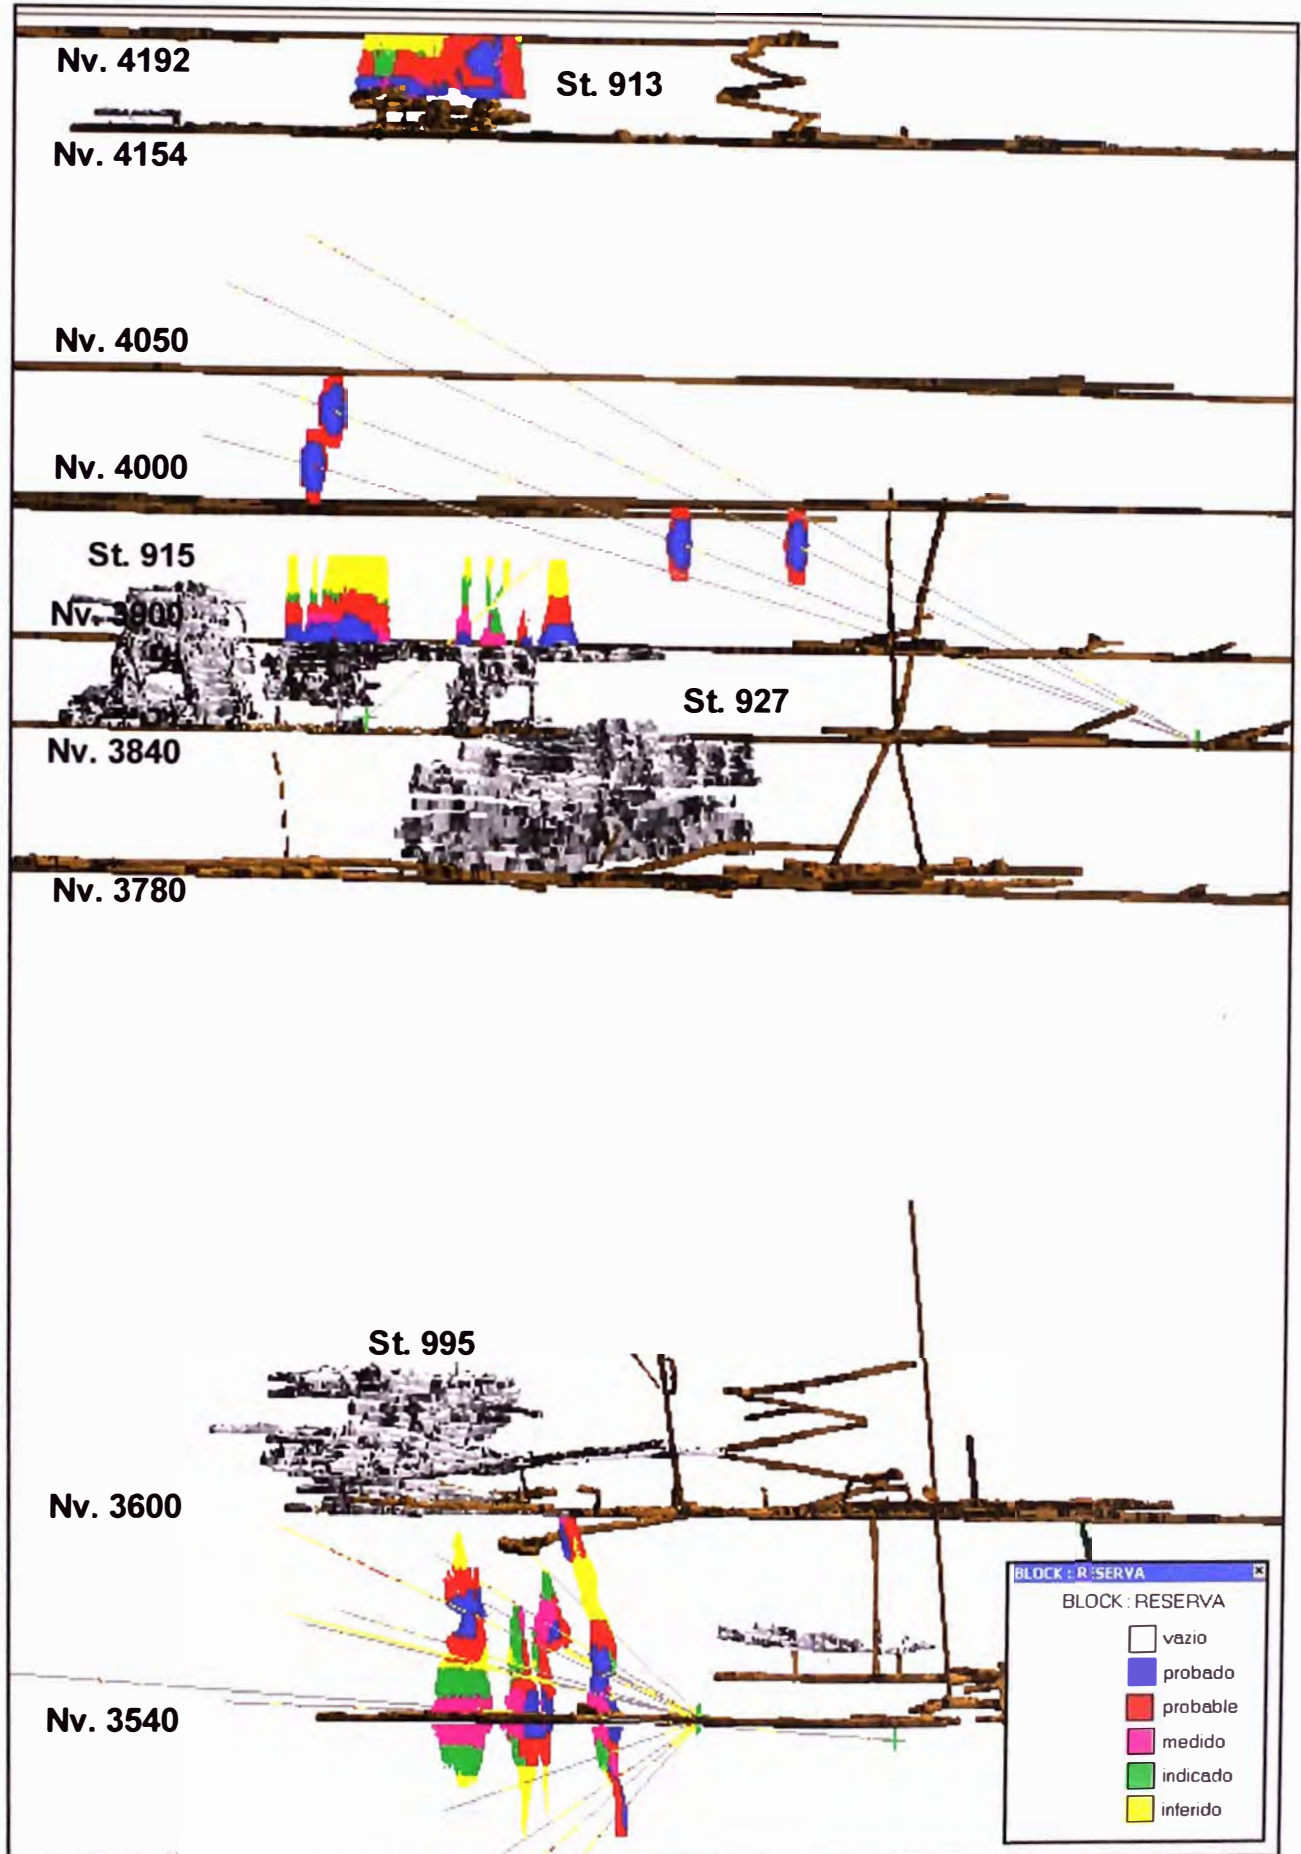 Nv. 4192
St. 913
Nv. 4154
Nv. 4050
Nv. 4000
St. 915
Nv. 3900
St. 927
Nv. 3840
Nv. 3780
St. 995
Nv. 3600
Nv. 3540
BLOCK : RESERVA
BLOCK : RESERVA
vazio
probado
probable
medido
indicado
inferido